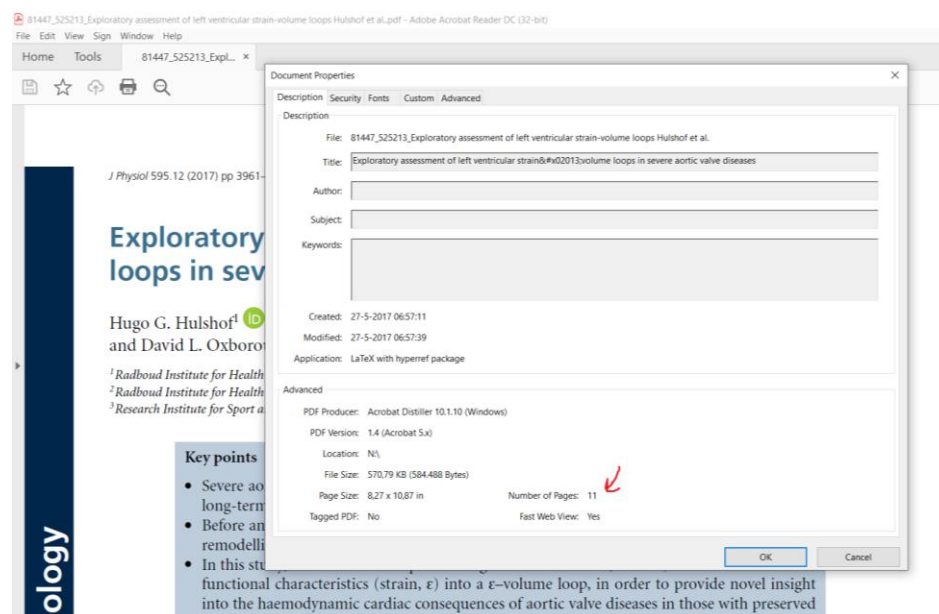 81447_525213_Exploratory assessment of left ventricular strain-volume loops Hulshof et al..pdf - Adobe Acrobat Reader DC (32-bit)
File Edit View Sign Window Help
Home Tools 81447_525213_Expl... ×
Document Properties
Description Security Fonts Custom Advanced
Description
File: 81447_525213_Exploratory assessment of left ventricular strain-volume loops Hulshof et al.
Title: Exploratory assessment of left ventricular strain&#x02013;volume loops in severe aortic valve diseases
Author:
Subject:
Keywords:
Created: 27-5-2017 06:57:11
Modified: 27-5-2017 06:57:39
Application: LaTeX with hyperref package
Advanced
PDF Producer: Acrobat Distiller 10.1.10 (Windows)
PDF Version: 1.4 (Acrobat 5.x)
Location: N:\
File Size: 570,79 KB (584.488 Bytes)
Page Size: 8,27 x 10,87 in Number of Pages: 11
Tagged PDF: No Fast Web View: Yes
OK Cancel
J Physiol 595.12 (2017) pp 3961–
Exploratory
loops in sev
Hugo G. Hulshof¹ iD
and David L. Oxborou
¹Radboud Institute for Health
²Radboud Institute for Health
³Research Institute for Sport a
Key points
• Severe ao
long-term
• Before an
remodelli
• In this stu
functional characteristics (strain, ε) into a ε–volume loop, in order to provide novel insight
into the haemodynamic cardiac consequences of aortic valve diseases in those with preserved
ology